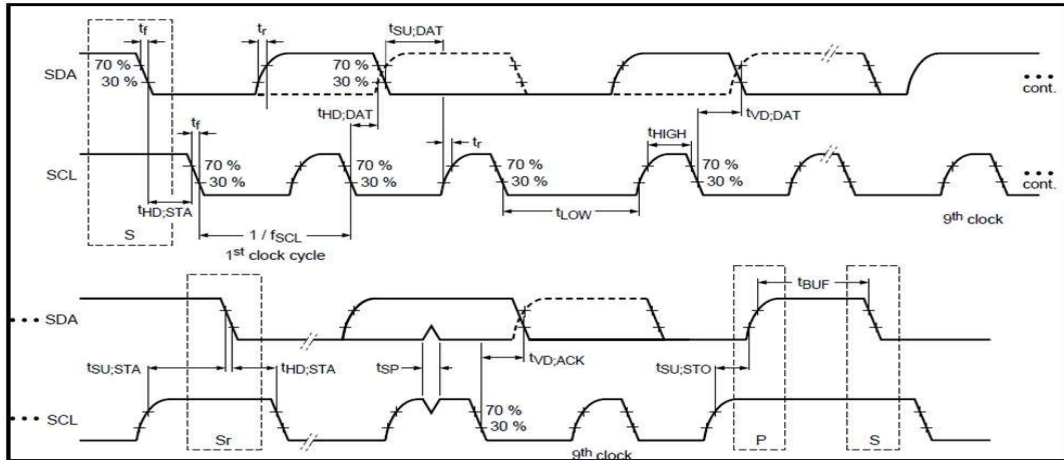 tf tr tSU;DAT
SDA 70 % 30 % 70 % 30 % cont.
tHD;DAT tVD;DAT
tf tr tHIGH
SCL 70 % 30 % 70 % 30 % 70 % 30 % 70 % 30 % cont.
tHD;STA tLOW 9th clock
S 1 / fSCL
1st clock cycle
tBUF
SDA
tSU;STA tHD;STA tSP tVD;ACK tSU;STO
SCL 70 % 30 %
Sr 9th clock P S